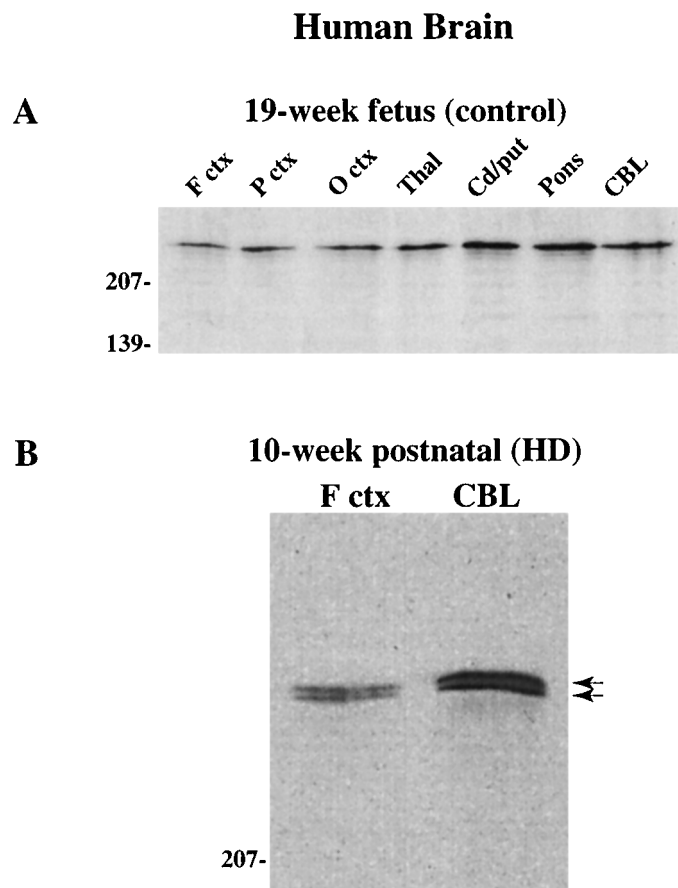 Human Brain
A
19-week fetus (control)
F ctx P ctx O ctx Thal Cd/put Pons CBL
207-
139-
B
10-week postnatal (HD)
F ctx CBL
207-